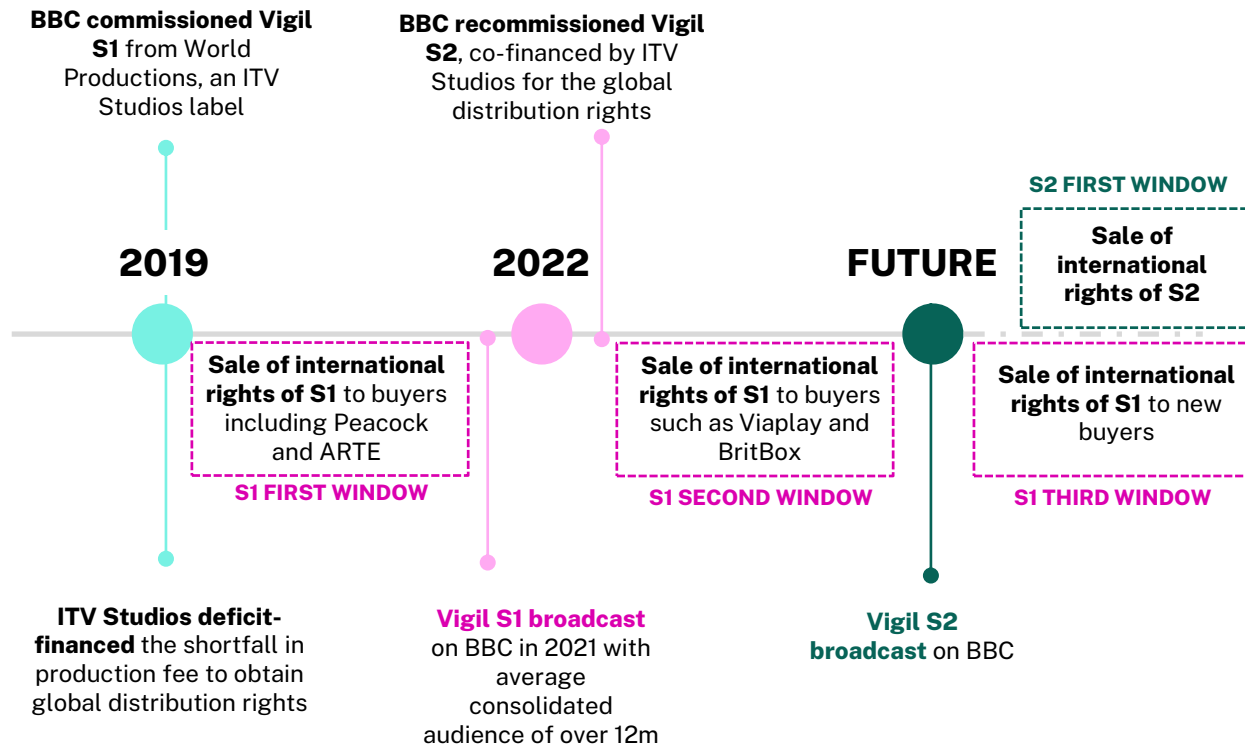 BBC commissioned Vigil
S1 from World
Productions, an ITV
Studios label
BBC recommissioned Vigil
S2, co-financed by ITV
Studios for the global
distribution rights
S2 FIRST WINDOW
Sale of
international
rights of S2
2019
2022
FUTURE
Sale of international
rights of S1 to buyers
including Peacock
and ARTE
S1 FIRST WINDOW
Sale of international
rights of S1 to buyers
such as Viaplay and
BritBox
S1 SECOND WINDOW
Sale of international
rights of S1 to new
buyers
S1 THIRD WINDOW
ITV Studios deficit-
financed the shortfall in
production fee to obtain
global distribution rights
Vigil S1 broadcast
on BBC in 2021 with
average
consolidated
audience of over 12m
Vigil S2
broadcast on BBC